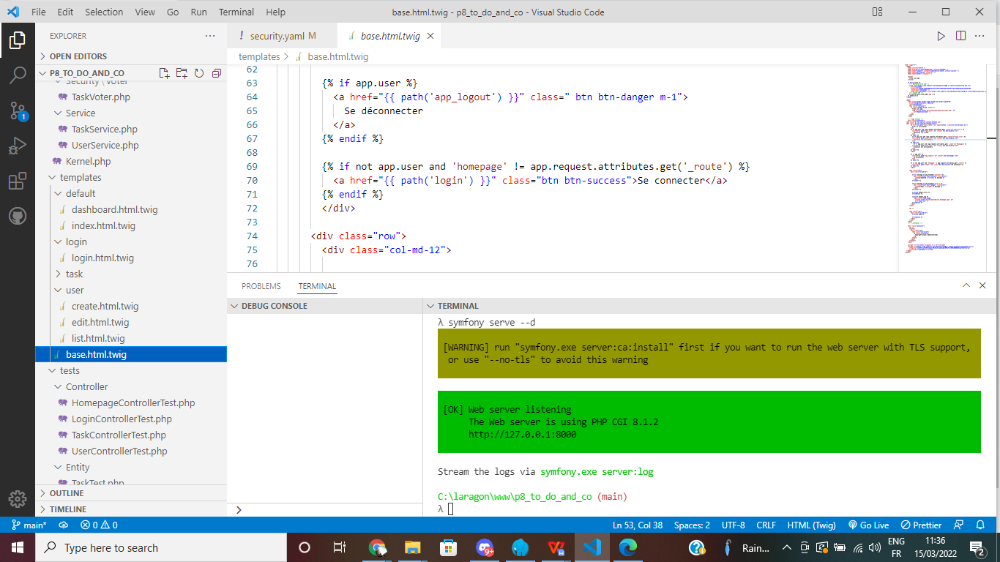 File Edit Selection View Go Run Terminal Help
base.html.twig - p8_to_do_and_co - Visual Studio Code
EXPLORER
OPEN EDITORS
P8_TO_DO_AND_CO
Security \ Voter
TaskVoter.php
Service
TaskService.php
UserService.php
Kernel.php
templates
default
dashboard.html.twig
index.html.twig
login
login.html.twig
task
user
create.html.twig
edit.html.twig
list.html.twig
base.html.twig
tests
Controller
HomepageControllerTest.php
LoginControllerTest.php
TaskControllerTest.php
UserControllerTest.php
Entity
TaskTest.php
OUTLINE
TIMELINE
! security.yaml M
base.html.twig
templates > base.html.twig
62
63 {% if app.user %}
64 <a href="{{ path('app_logout') }}" class=" btn btn-danger m-1">
65 Se déconnecter
66 </a>
67 {% endif %}
68
69 {% if not app.user and 'homepage' != app.request.attributes.get('_route') %}
70 <a href="{{ path('login') }}" class="btn btn-success">Se connecter</a>
71 {% endif %}
72 </div>
73
74 <div class="row">
75 <div class="col-md-12">
76
PROBLEMS TERMINAL
DEBUG CONSOLE
TERMINAL
λ symfony serve --d
[WARNING] run "symfony.exe server:ca:install" first if you want to run the web server with TLS support,
or use "--no-tls" to avoid this warning
[OK] Web server listening
The Web server is using PHP CGI 8.1.2
http://127.0.0.1:8000
Stream the logs via symfony.exe server:log
C:\laragon\www\p8_to_do_and_co (main)
λ
1
main* 0 0
Ln 53, Col 38 Spaces: 2 UTF-8 CRLF HTML (Twig) Go Live Prettier
Type here to search
9+
Rain...
ENG
FR
11:36
15/03/2022
2